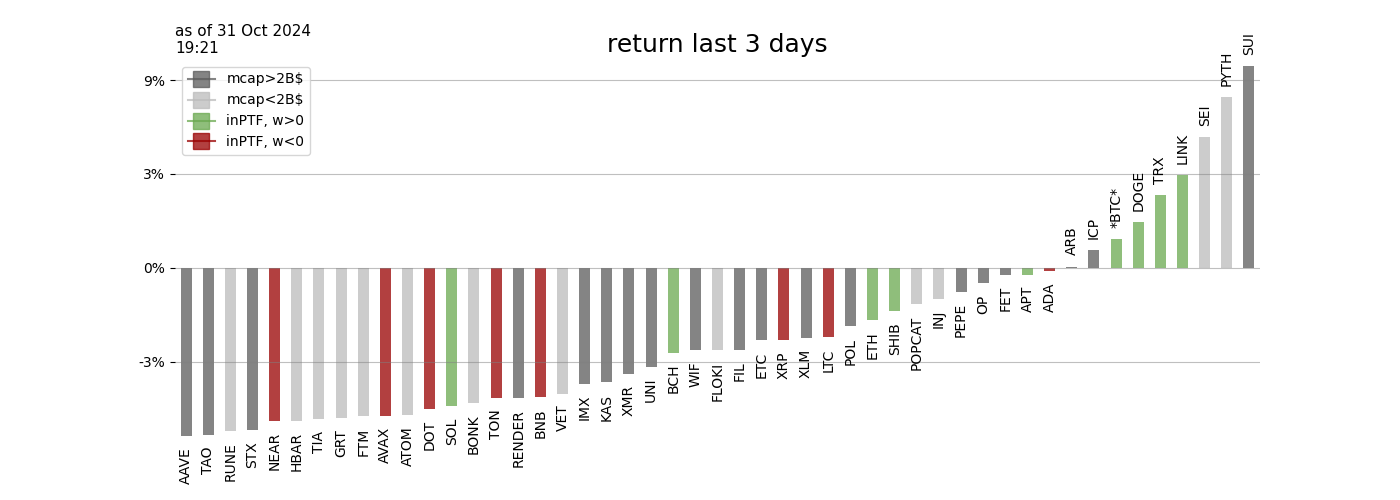 as of 31 Oct 2024
19:21
return last 3 days
mcap>2B$
mcap<2B$
inPTF, w>0
inPTF, w<0
9%
3%
0%
-3%
AAVE
TAO
RUNE
STX
NEAR
HBAR
TIA
GRT
FTM
AVAX
ATOM
DOT
SOL
BONK
TON
RENDER
BNB
VET
IMX
KAS
XMR
UNI
BCH
WIF
FLOKI
FIL
ETC
XRP
XLM
LTC
POL
ETH
SHIB
POPCAT
INJ
PEPE
OP
FET
APT
ADA
ARB
ICP
*BTC*
DOGE
TRX
LINK
SEI
PYTH
SUI